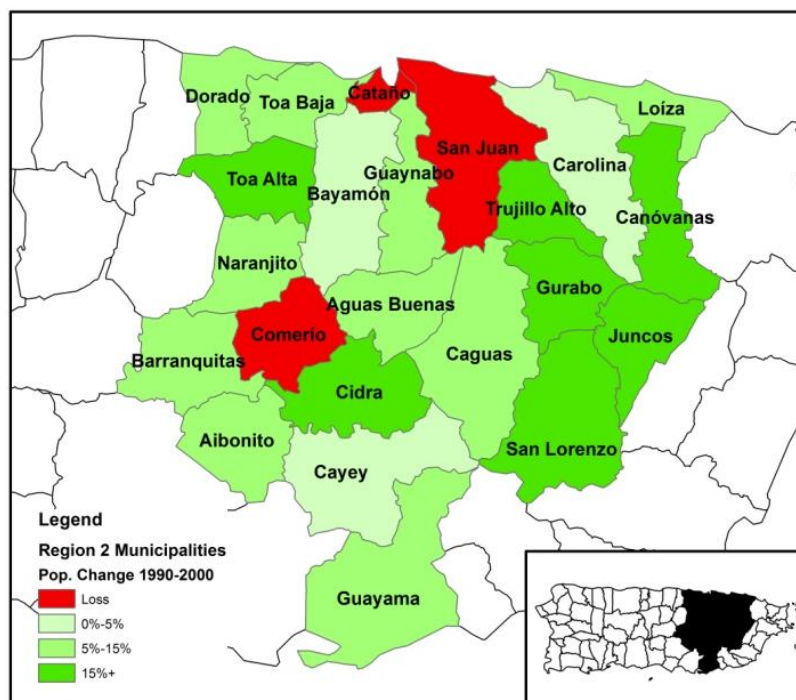 Dorado
Toa Baja
Cataño
Loíza
San Juan
Toa Alta
Bayamón
Guaynabo
Carolina
Trujillo Alto
Canóvanas
Naranjito
Gurabo
Aguas Buenas
Comerío
Juncos
Barranquitas
Caguas
Cidra
Aibonito
San Lorenzo
Cayey
Guayama
Legend
Region 2 Municipalities
Pop. Change 1990-2000
Loss
0%-5%
5%-15%
15%+